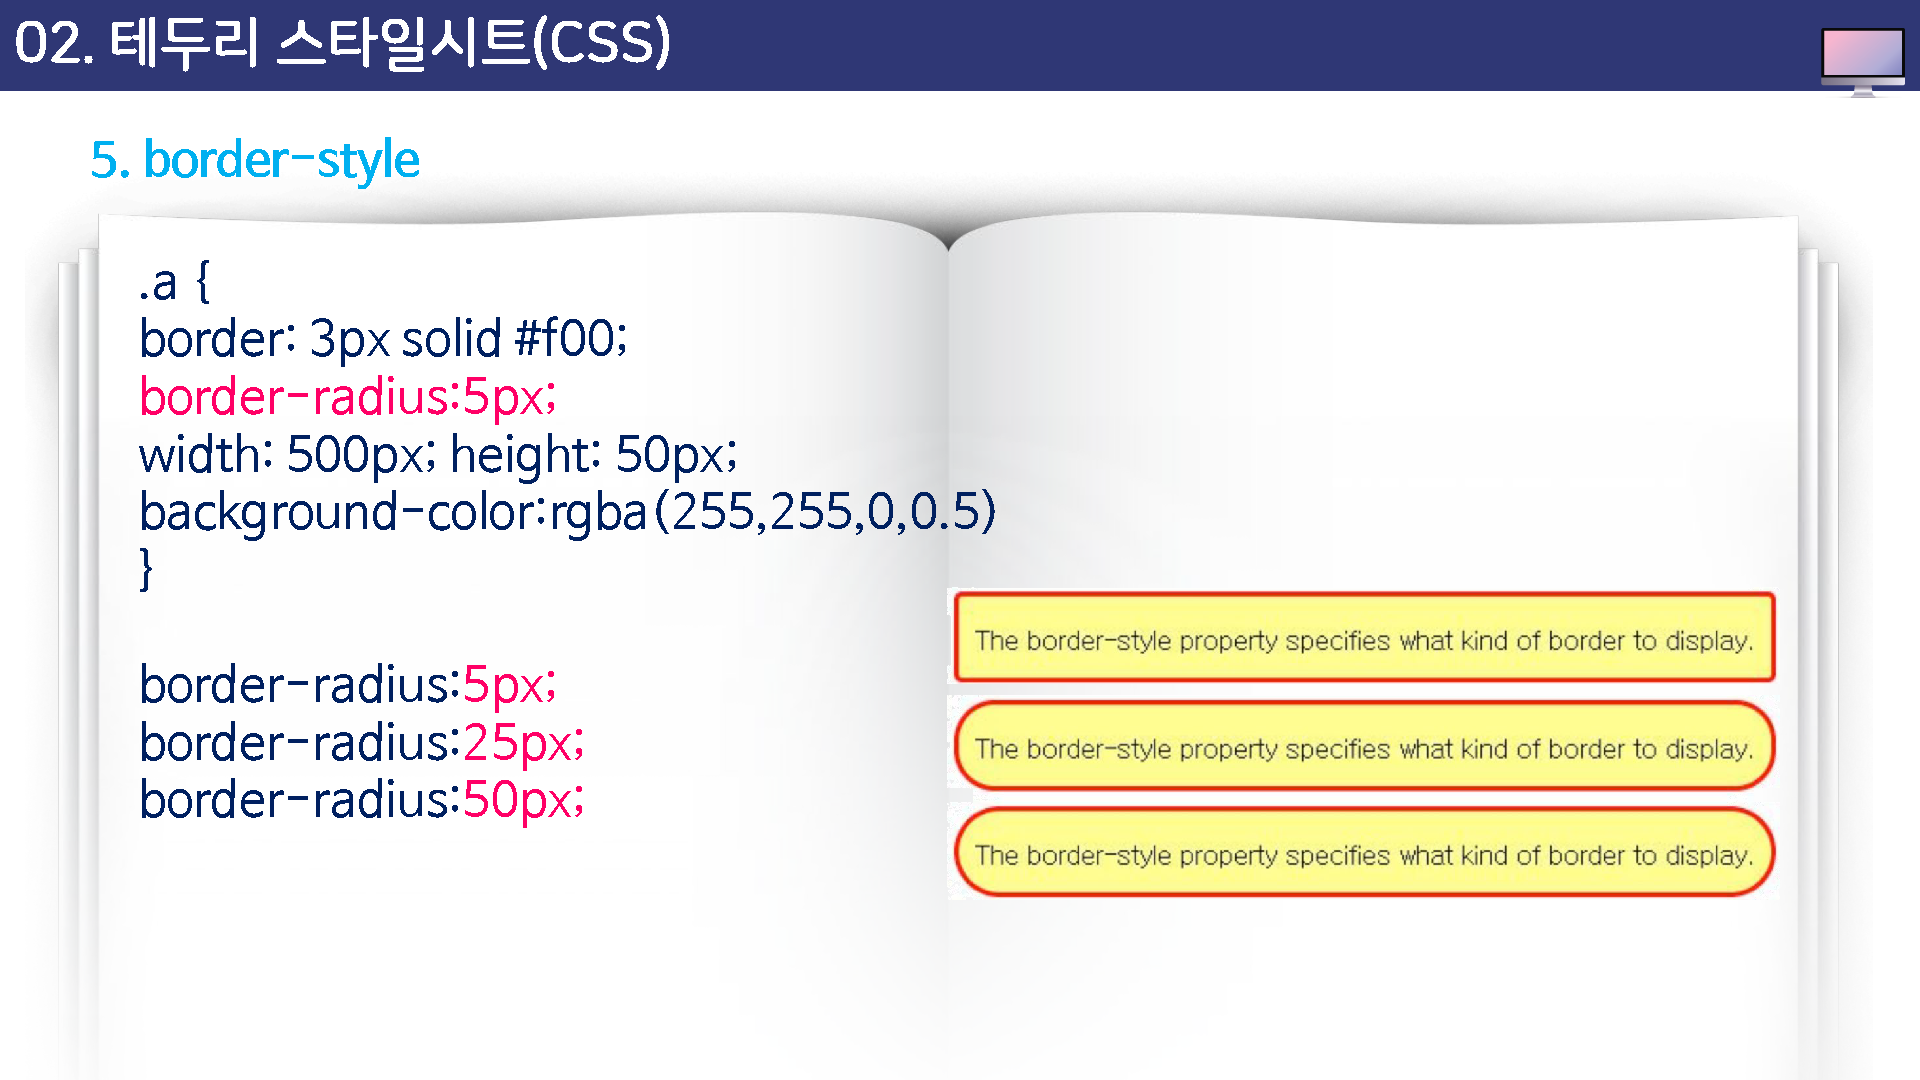 02. 테두리 스타일시트(CSS)
5. border-style
.a {
border: 3px solid #f00;
border-radius:5px;
width: 500px; height: 50px;
background-color:rgba(255,255,0,0.5)
}
border-radius:5px;
border-radius:25px;
border-radius:50px;
The border-style property specifies what kind of border to display.
The border-style property specifies what kind of border to display.
The border-style property specifies what kind of border to display.